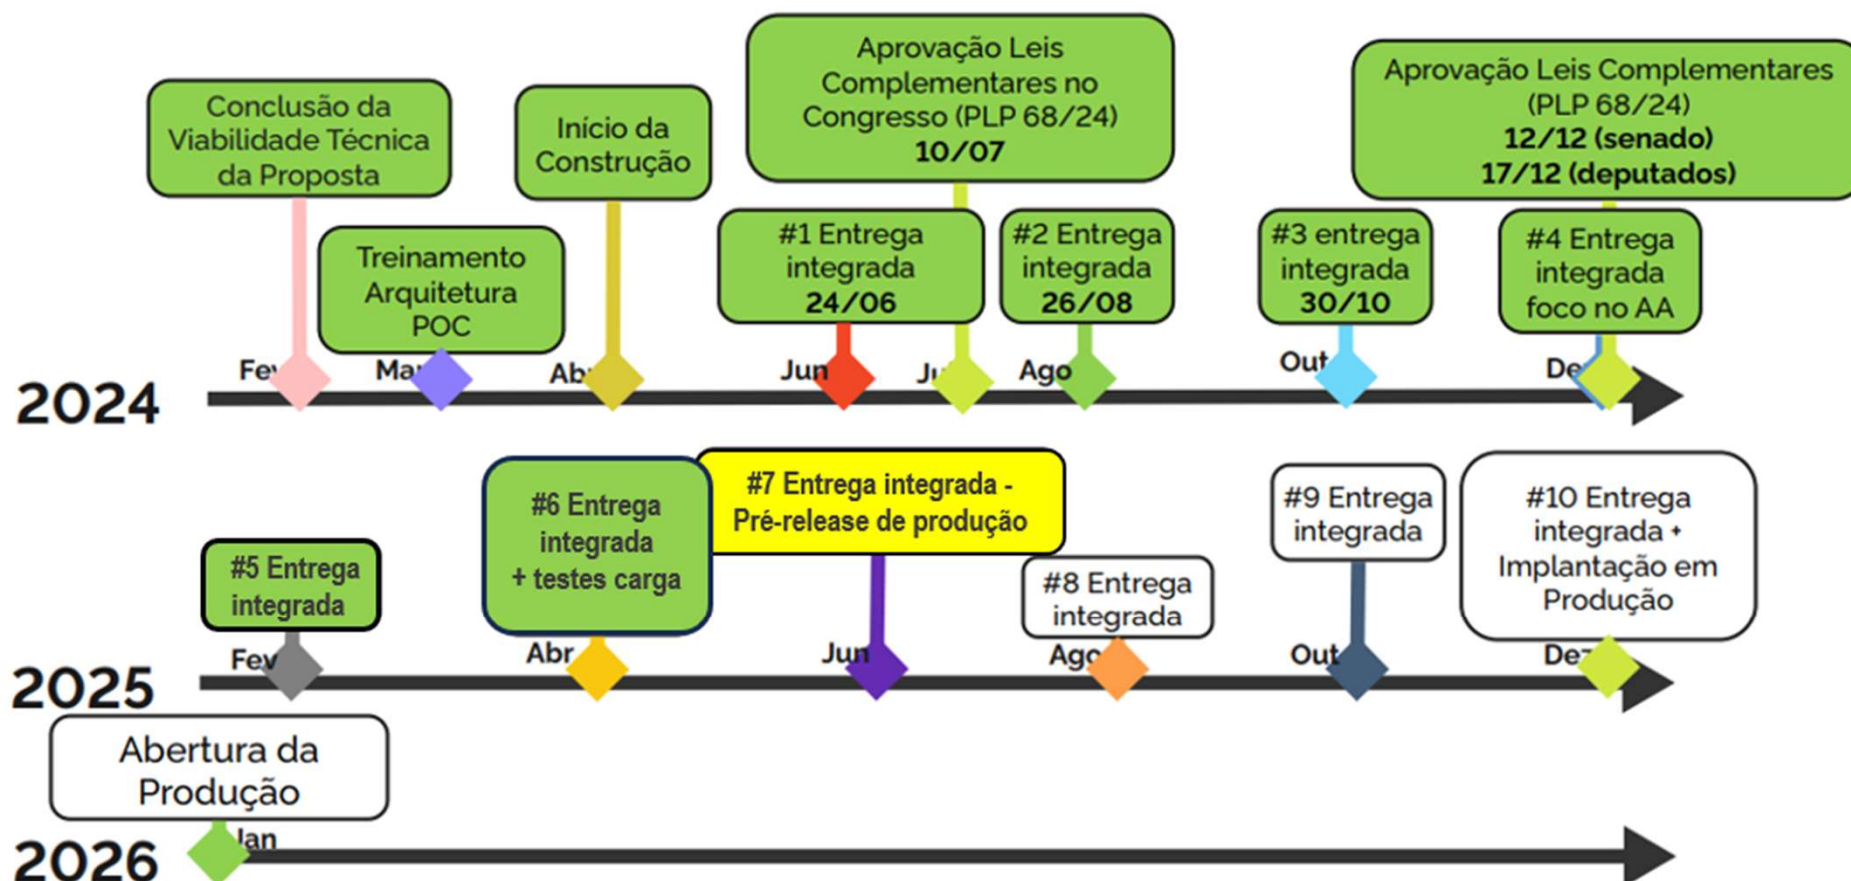 Conclusão da
Viabilidade Técnica
da Proposta
Início da
Construção
Aprovação Leis
Complementares no
Congresso (PLP 68/24)
10/07
Aprovação Leis Complementares
(PLP 68/24)
12/12 (senado)
17/12 (deputados)
Treinamento
Arquitetura
POC
#1 Entrega
integrada
24/06
#2 Entrega
integrada
26/08
#3 entrega
integrada
30/10
#4 Entrega
integrada
foco no AA
2024
Fev
Mar
Abr
Jun
Ago
Out
#5 Entrega
integrada
#6 Entrega
integrada
+ testes carga
#7 Entrega integrada -
Pré-release de produção
#8 Entrega
integrada
#9 Entrega
integrada
#10 Entrega
integrada +
Implantação em
Produção
2025
Fev
Abr
Jun
Ago
Out
Dez
Abertura da
Produção
2026
Jan